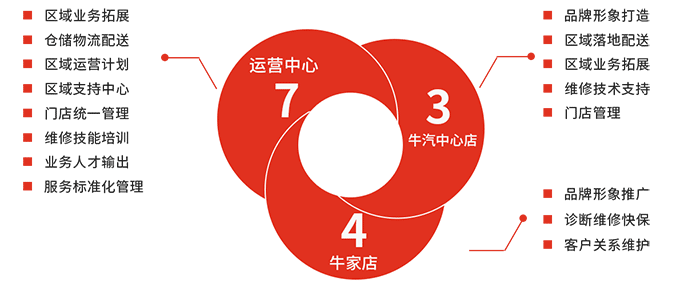 区域业务拓展
仓储物流配送
区域运营计划
区域支持中心
门店统一管理
维修技能培训
业务人才输出
服务标准化管理
运营中心
7
3
牛汽中心店
4
牛家店
品牌形象打造
区域落地配送
区域业务拓展
维修技术支持
门店管理
品牌形象推广
诊断维修快保
客户关系维护